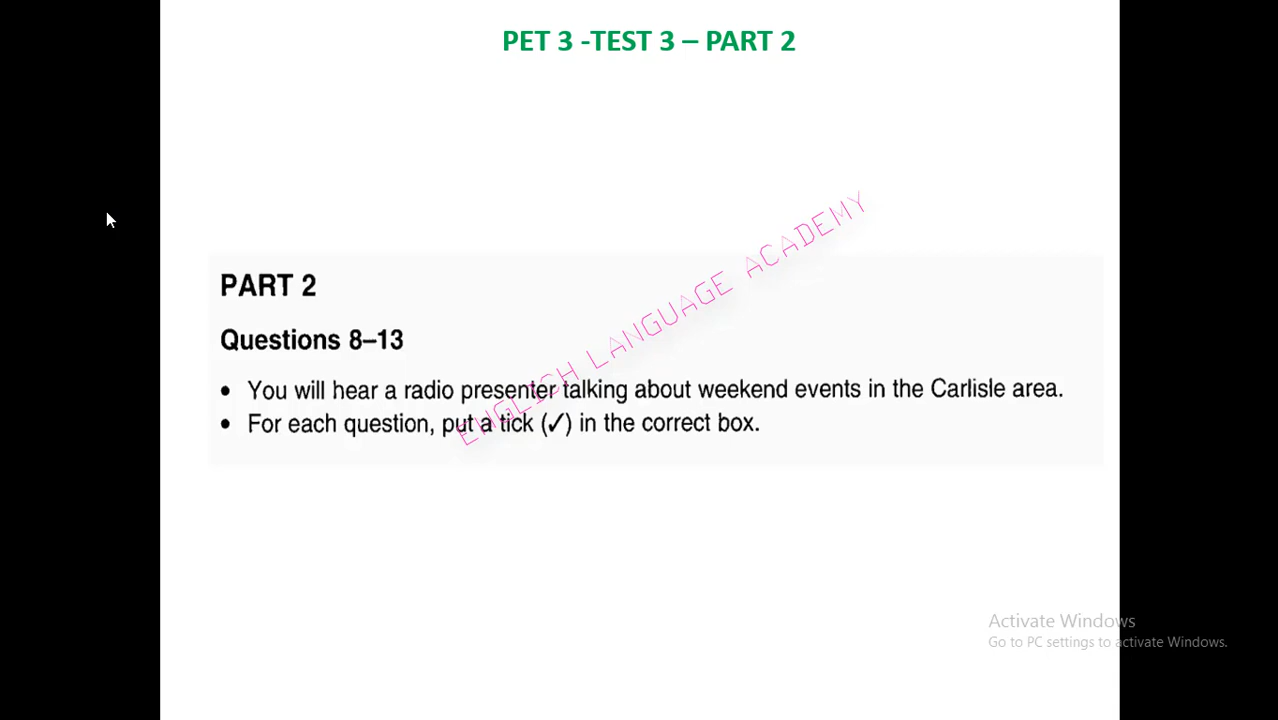 PET 3 -TEST 3 – PART 2
ENGLISH LANGUAGE ACADEMY
PART 2
Questions 8–13
• You will hear a radio presenter talking about weekend events in the Carlisle area.
• For each question, put a tick (✓) in the correct box.
Activate Windows
Go to PC settings to activate Windows.